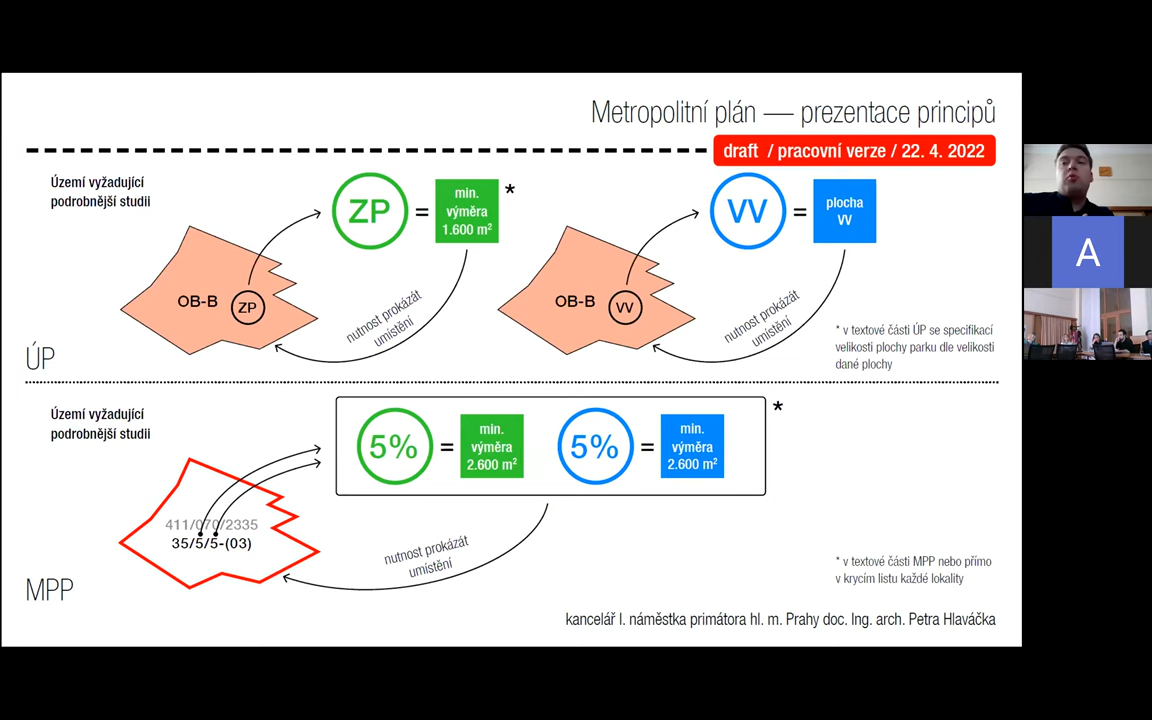 Metropolitní plán — prezentace principů
draft / pracovní verze / 22. 4. 2022
Území vyžadující
podrobnější studii
ZP
=
min.
výměra
1.600 m²
*
OB-B
ZP
nutnost prokázát
umístění
VV
=
plocha
VV
OB-B
VV
nutnost prokázát
umístění
* v textové části ÚP se specifikací
velikosti plochy parku dle velikosti
dané plochy
ÚP
Území vyžadující
podrobnější studii
5%
=
min.
výměra
2.600 m²
5%
=
min.
výměra
2.600 m²
*
411/070/2335
35/5/5-(03)
nutnost prokázát
umístění
* v textové části MPP nebo přímo
v krycím listu každé lokality
MPP
kancelář I. náměstka primátora hl. m. Prahy doc. Ing. arch. Petra Hlaváčka
A